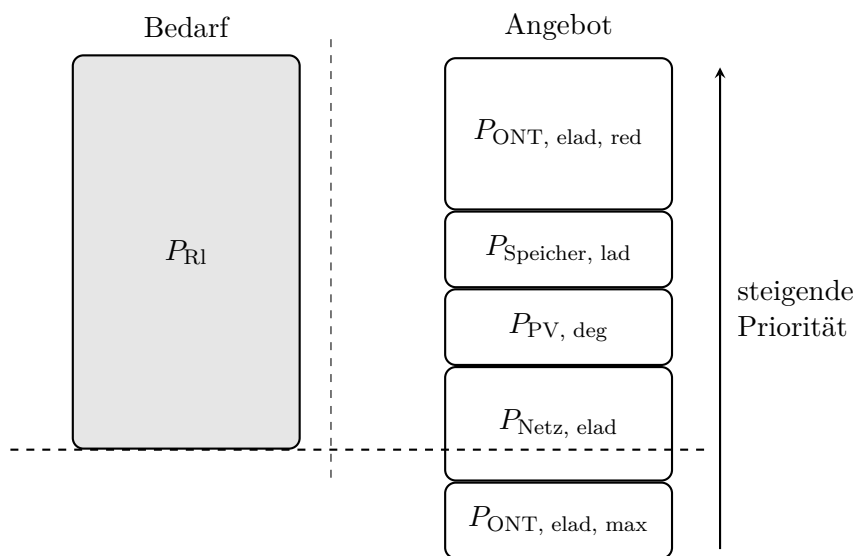 Bedarf
Angebot
P_ONT, elad, red
P_Rl
P_Speicher, lad
P_PV, deg
P_Netz, elad
P_ONT, elad, max
steigende
Priorität